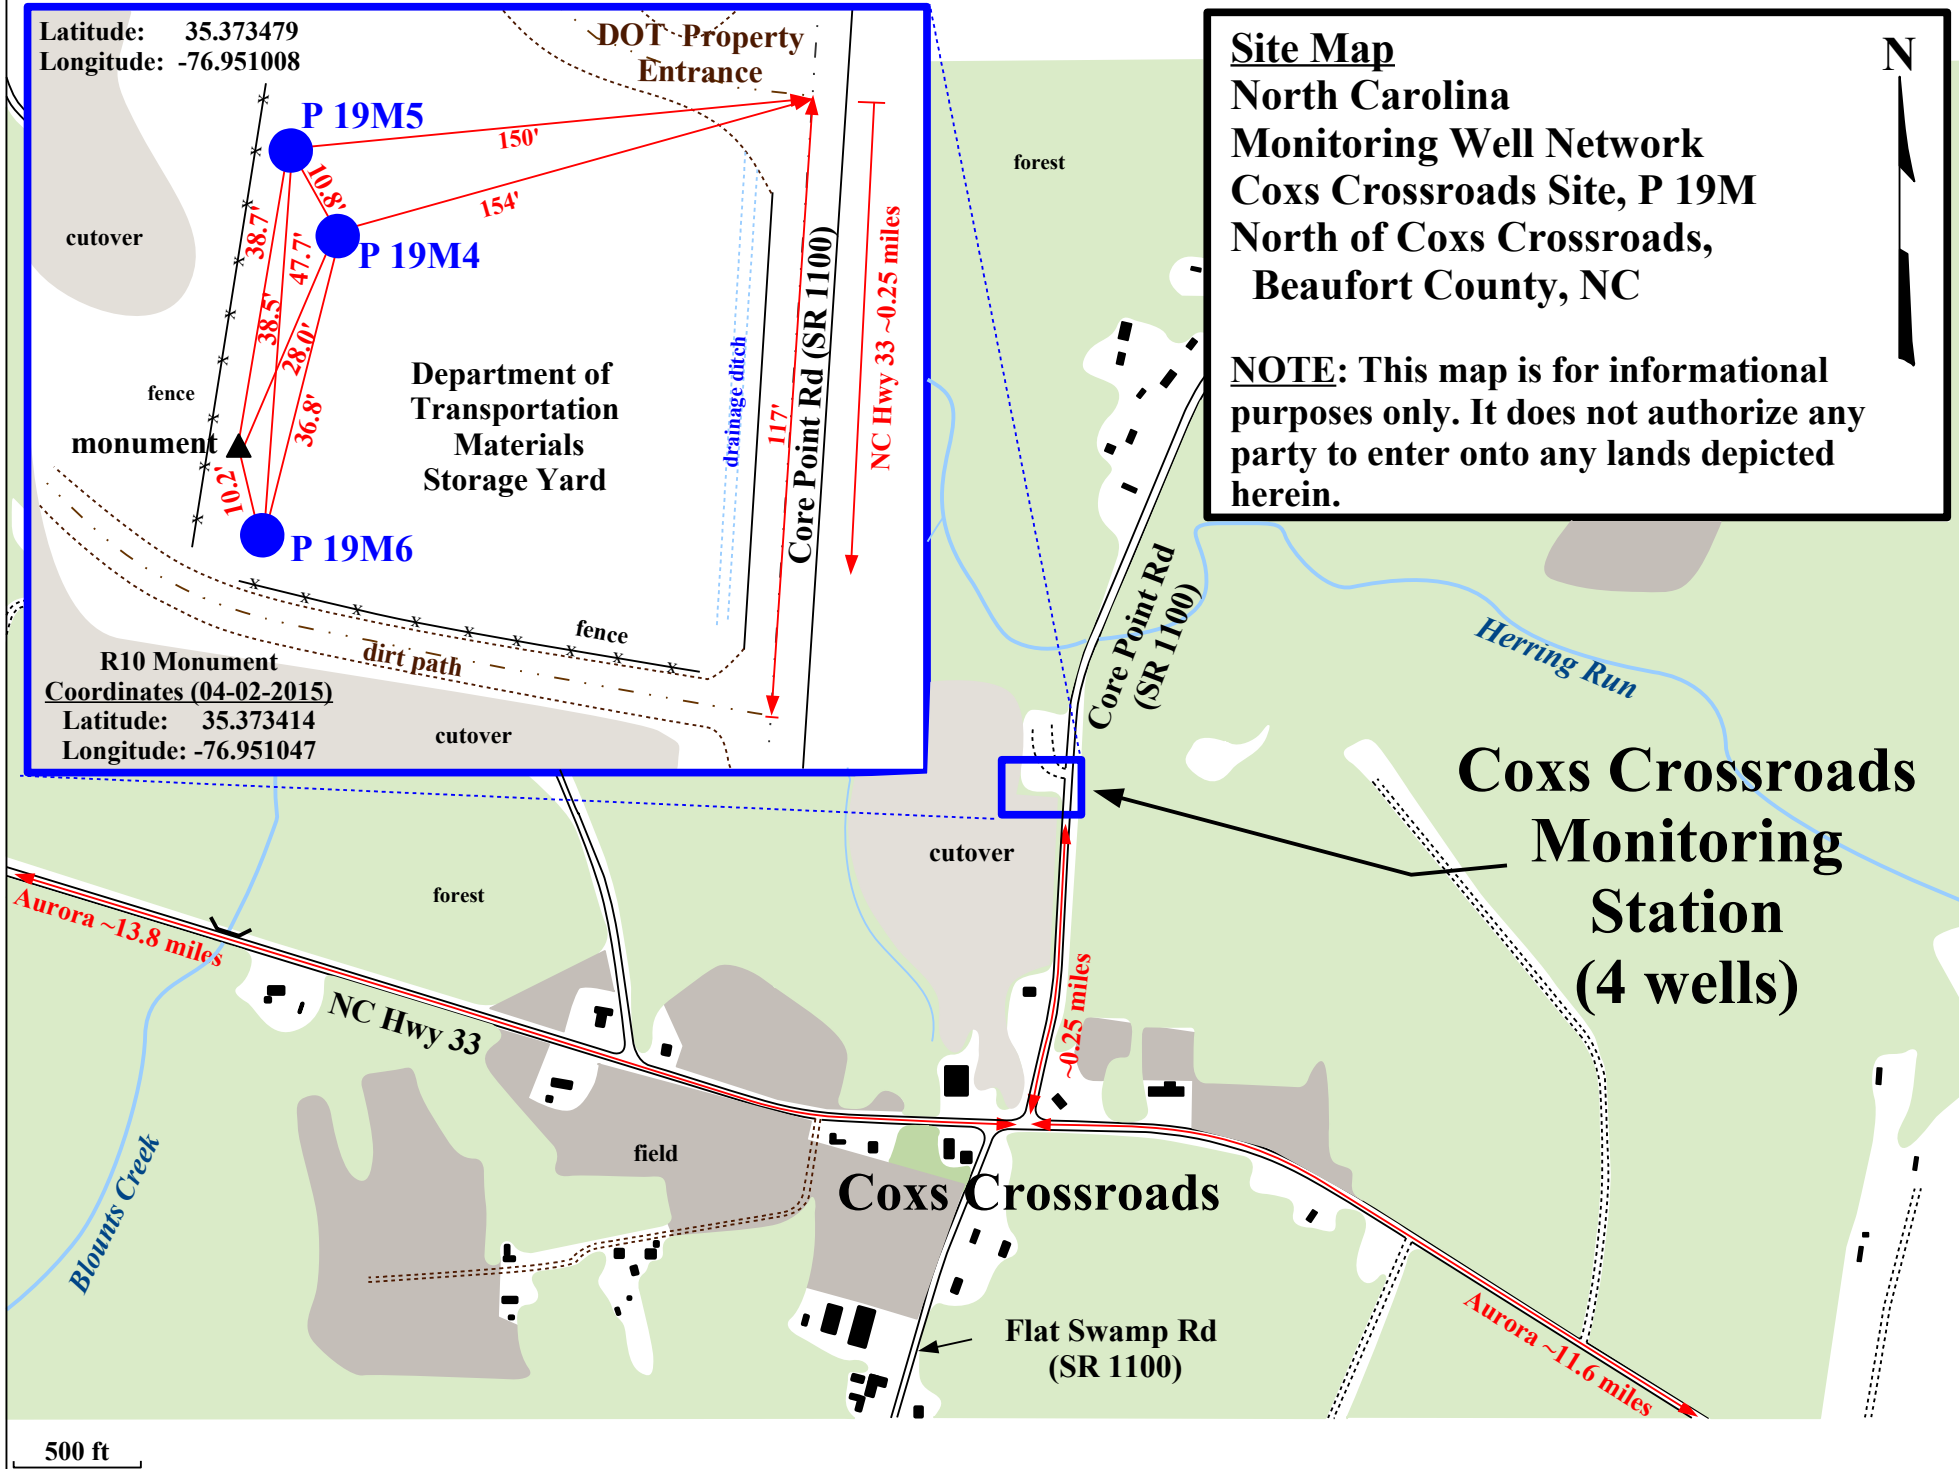 Latitude: 35.373479
Longitude: -76.951008
DOT Property
Entrance
P 19M5
150'
10.8'
154'
38.7'
47.7'
P 19M4
cutover
38.5'
28.0'
36.8'
fence
monument
10.2'
P 19M6
Department of
Transportation
Materials
Storage Yard
drainage ditch
117'
Core Point Rd (SR 1100)
NC Hwy 33 ~0.25 miles
fence
dirt path
R10 Monument
Coordinates (04-02-2015)
Latitude: 35.373414
Longitude: -76.951047
cutover
Site Map
North Carolina
Monitoring Well Network
Coxs Crossroads Site, P 19M
North of Coxs Crossroads,
Beaufort County, NC
NOTE: This map is for informational
purposes only. It does not authorize any
party to enter onto any lands depicted
herein.
N
forest
Core Point Rd
(SR 1100)
Herring Run
Coxs Crossroads
Monitoring
Station
(4 wells)
cutover
forest
Aurora ~13.8 miles
NC Hwy 33
~0.25 miles
field
Coxs Crossroads
Blounts Creek
Flat Swamp Rd
(SR 1100)
Aurora ~11.6 miles
500 ft